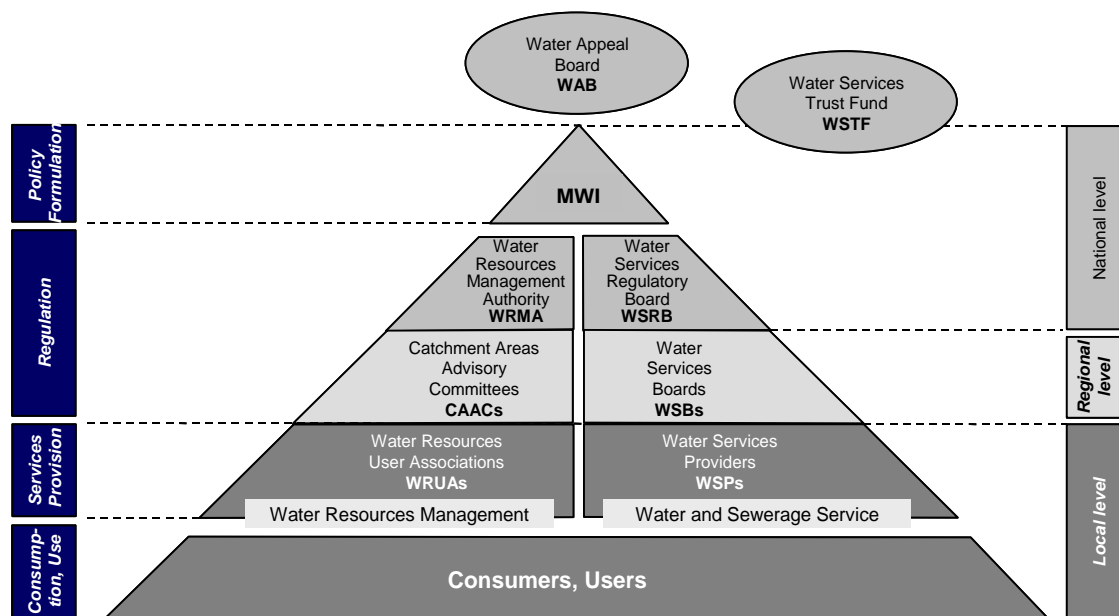 Water Appeal
Board
WAB
Water Services
Trust Fund
WSTF
Policy
Formulation
MWI
National level
Regulation
Water
Resources
Management
Authority
WRMA
Water
Services
Regulatory
Board
WSRB
Catchment Areas
Advisory
Committees
CAACs
Water
Services
Boards
WSBs
Regional
level
Services
Provision
Water Resources
User Associations
WRUAs
Water Services
Providers
WSPs
Water Resources Management
Water and Sewerage Service
Local level
Consump-
tion, Use
Consumers, Users